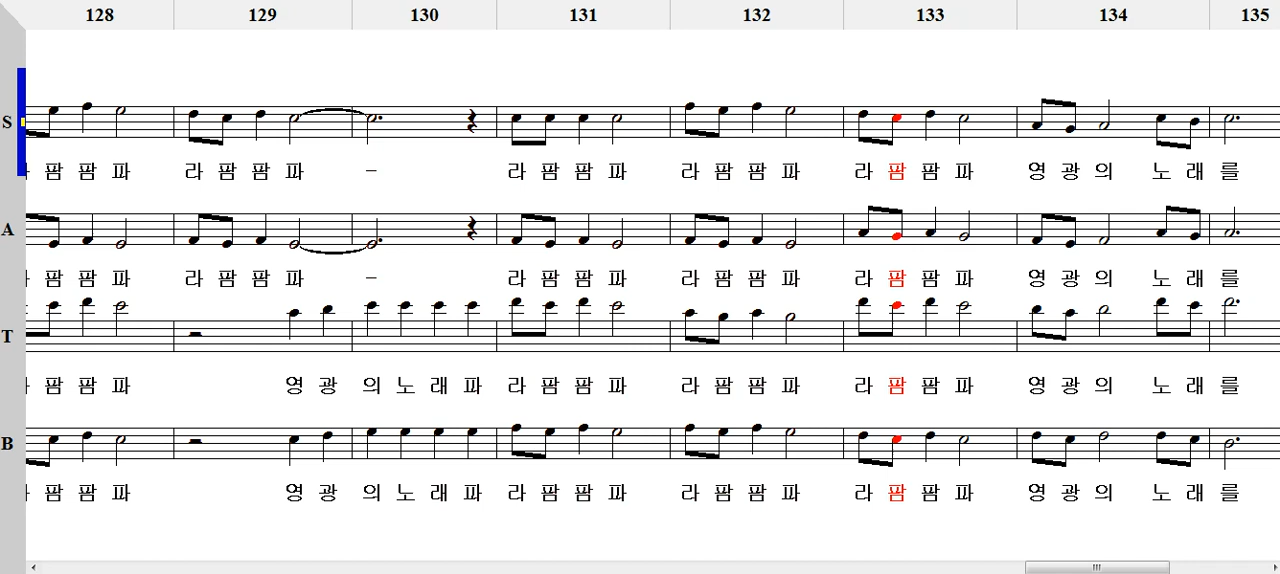 128 129 130 131 132 133 134 135
S
팜 팜 파 라 팜 팜 파 – 라 팜 팜 파 라 팜 팜 파 라 팜 팜 파 영 광 의 노 래 를
A
팜 팜 파 라 팜 팜 파 – 라 팜 팜 파 라 팜 팜 파 라 팜 팜 파 영 광 의 노 래 를
T
팜 팜 파 영 광 의 노 래 파 라 팜 팜 파 라 팜 팜 파 라 팜 팜 파 영 광 의 노 래 를
B
팜 팜 파 영 광 의 노 래 파 라 팜 팜 파 라 팜 팜 파 라 팜 팜 파 영 광 의 노 래 를